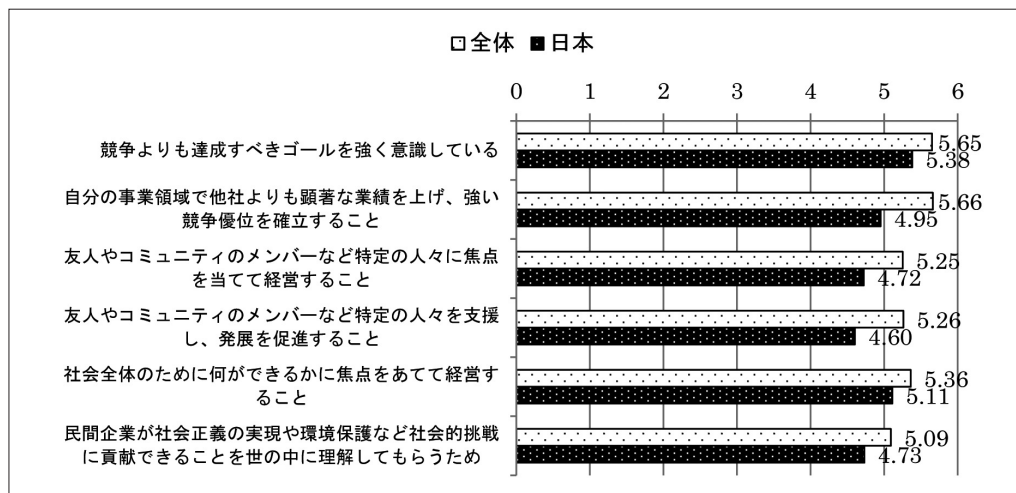 全体 日本
0 1 2 3 4 5 6
競争よりも達成すべきゴールを強く意識している
5.65
5.38
自分の事業領域で他社よりも顕著な業績を上げ、強い
競争優位を確立すること
5.66
4.95
友人やコミュニティのメンバーなど特定の人々に焦点
を当てて経営すること
5.25
4.72
友人やコミュニティのメンバーなど特定の人々を支援
し、発展を促進すること
5.26
4.60
社会全体のために何ができるかに焦点をあてて経営す
ること
5.36
5.11
民間企業が社会正義の実現や環境保護など社会的挑戦
に貢献できることを世の中に理解してもらうため
5.09
4.73